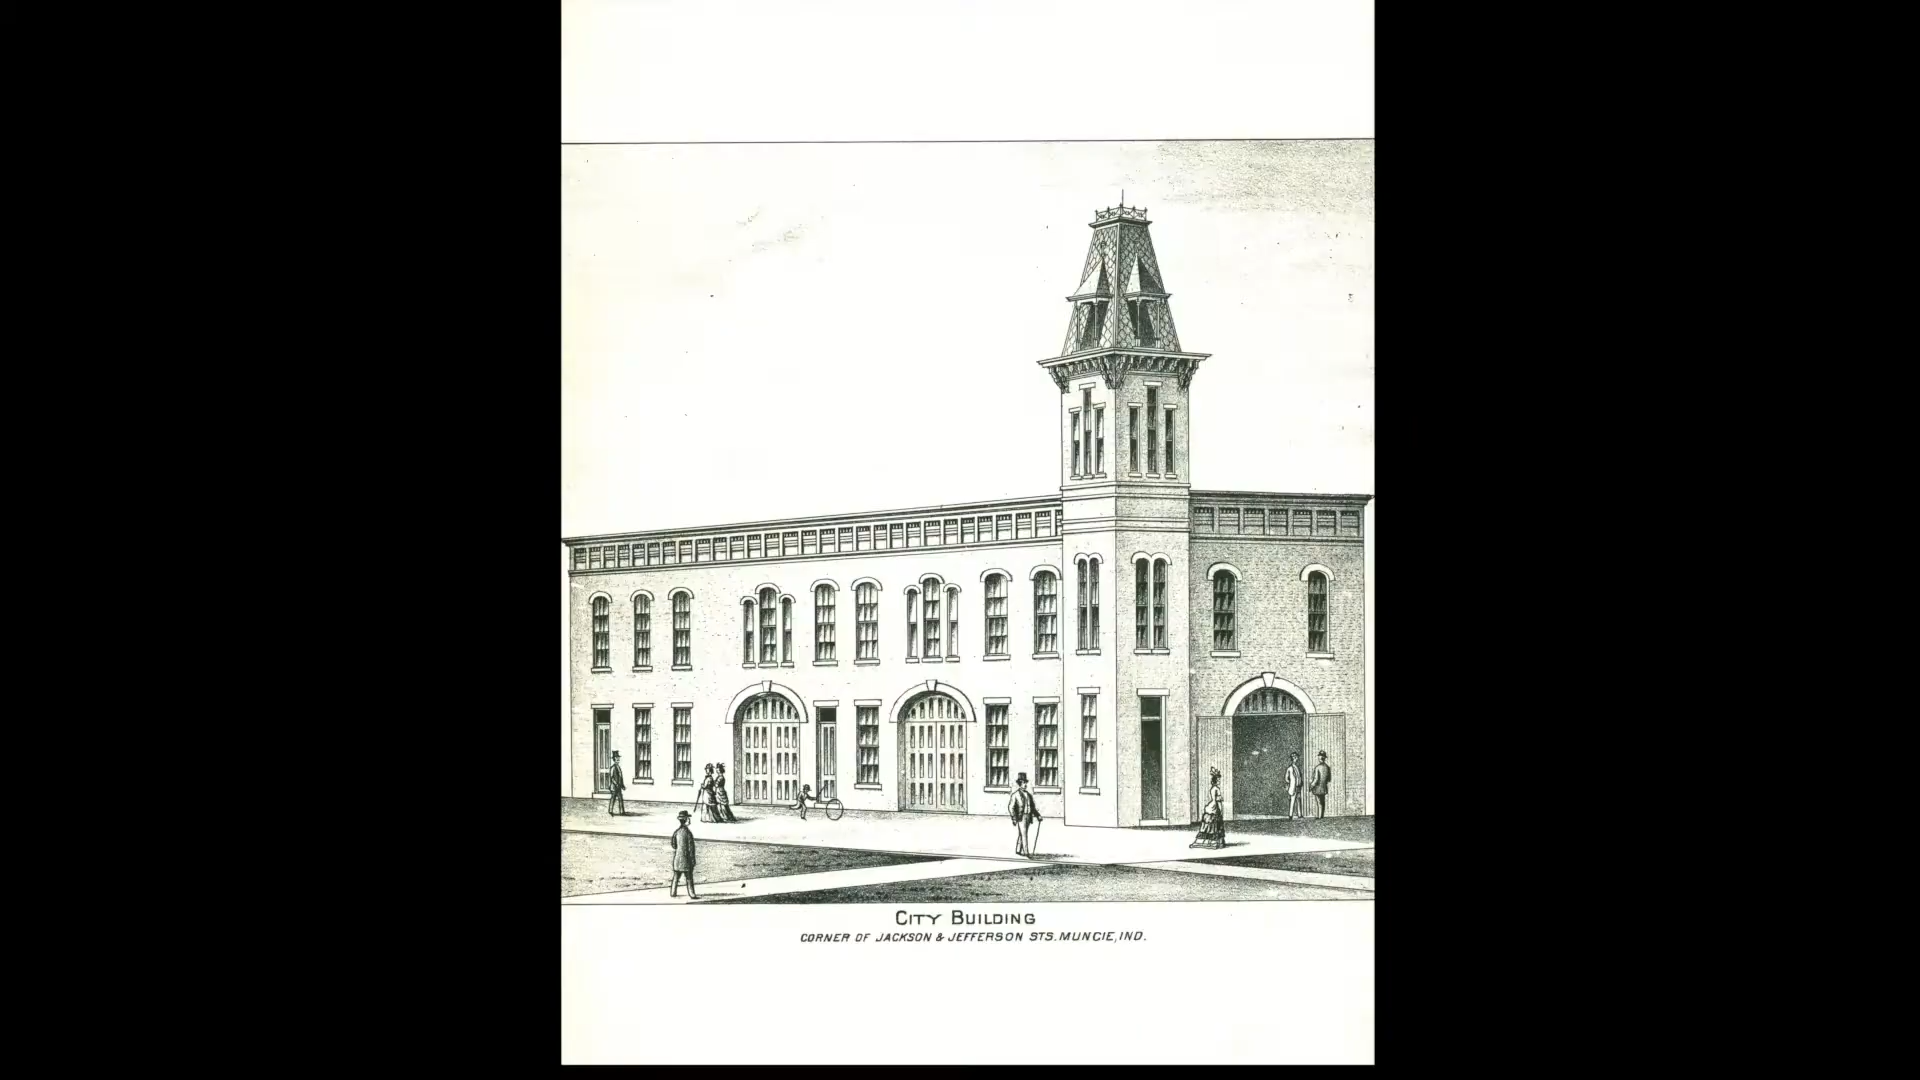 City Building
Corner of Jackson & Jefferson Sts. Muncie, Ind.